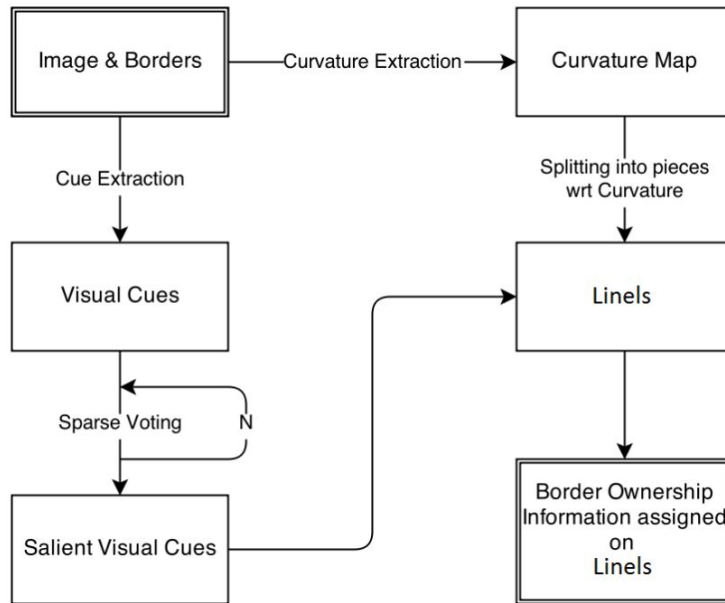 Image & Borders
Curvature Extraction
Curvature Map
Cue Extraction
Splitting into pieces
wrt Curvature
Visual Cues
Linels
Sparse Voting
N
Salient Visual Cues
Border Ownership
Information assigned
on
Linels